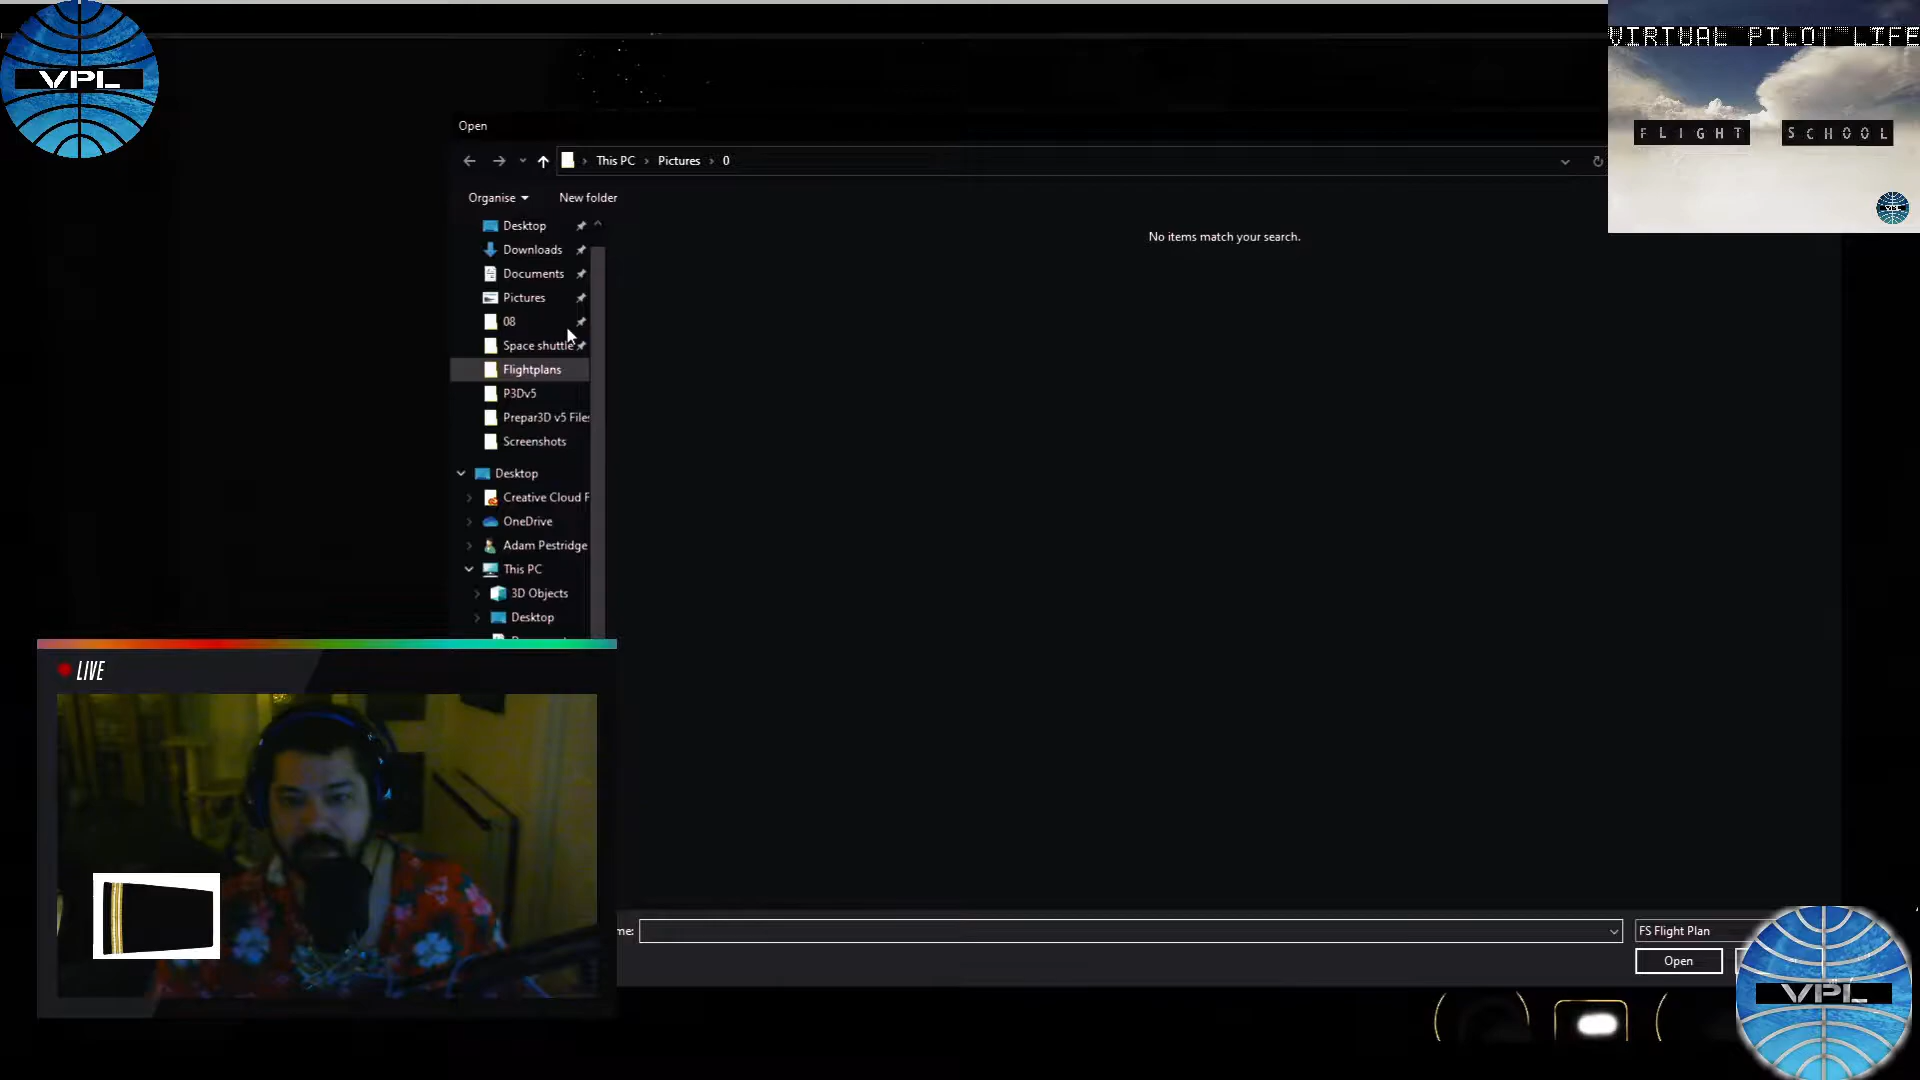 VPL
VIRTUAL PILOT LIFE
FLIGHT SCHOOL
Open
This PC › Pictures › 0
Organise
New folder
Desktop
Downloads
Documents
Pictures
08
Space shuttle
Flightplans
P3Dv5
Prepar3D v5 Files
Screenshots
No items match your search.
Desktop
Creative Cloud F
OneDrive
Adam Pestridge
This PC
3D Objects
Desktop
LIVE
me:
FS Flight Plan
Open
VPL